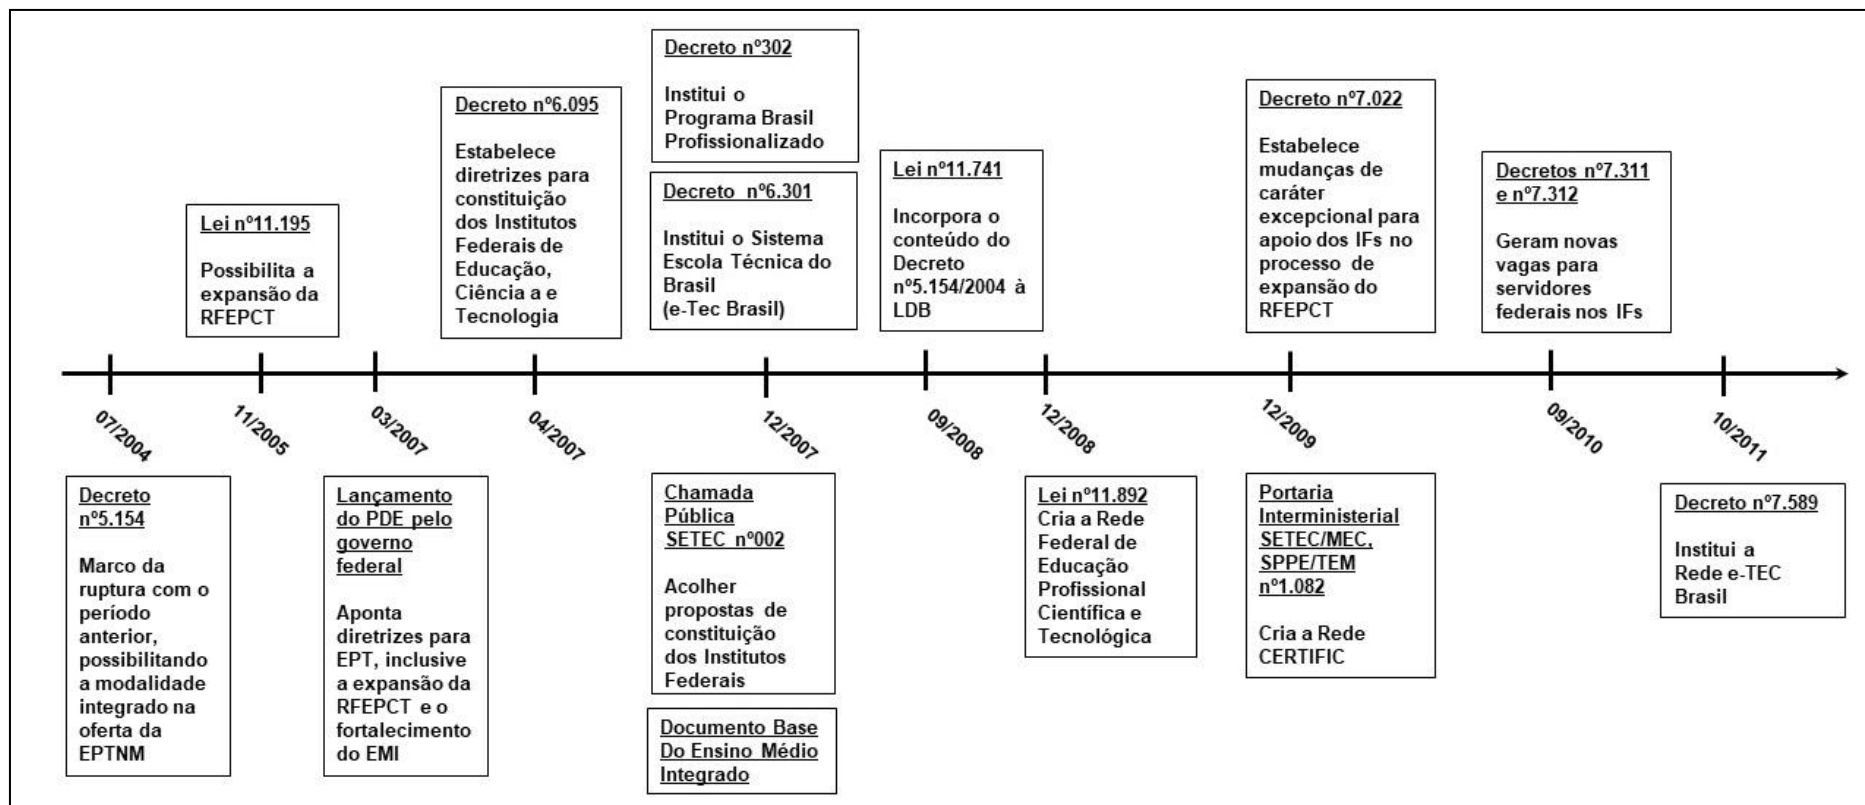 Decreto nº302
Institui o
Programa Brasil
Profissionalizado
Decreto nº6.095
Estabelece
diretrizes para
constituição
dos Institutos
Federais de
Educação,
Ciência a e
Tecnologia
Decreto nº6.301
Institui o Sistema
Escola Técnica do
Brasil
(e-Tec Brasil)
Lei nº11.195
Possibilita a
expansão da
RFEPCT
Lei nº11.741
Incorpora o
conteúdo do
Decreto
nº5.154/2004 à
LDB
Decreto nº7.022
Estabelece
mudanças de
caráter
excepcional para
apoio dos IFs no
processo de
expansão do
RFEPCT
Decretos nº7.311
e nº7.312
Geram novas
vagas para
servidores
federais nos IFs
07/2004
11/2005
03/2007
04/2007
12/2007
09/2008
12/2008
12/2009
09/2010
10/2011
Decreto
nº5.154
Marco da
ruptura com o
período
anterior,
possibilitando
a modalidade
integrado na
oferta da
EPTNM
Lançamento
do PDE pelo
governo
federal
Aponta
diretrizes para
EPT, inclusive
a expansão da
RFEPCT e o
fortalecimento
do EMI
Chamada
Pública
SETEC nº002
Acolher
propostas de
constituição
dos Institutos
Federais
Documento Base
Do Ensino Médio
Integrado
Lei nº11.892
Cria a Rede
Federal de
Educação
Profissional
Científica e
Tecnológica
Portaria
Interministerial
SETEC/MEC,
SPPE/TEM
nº1.082
Cria a Rede
CERTIFIC
Decreto nº7.589
Institui a
Rede e-TEC
Brasil